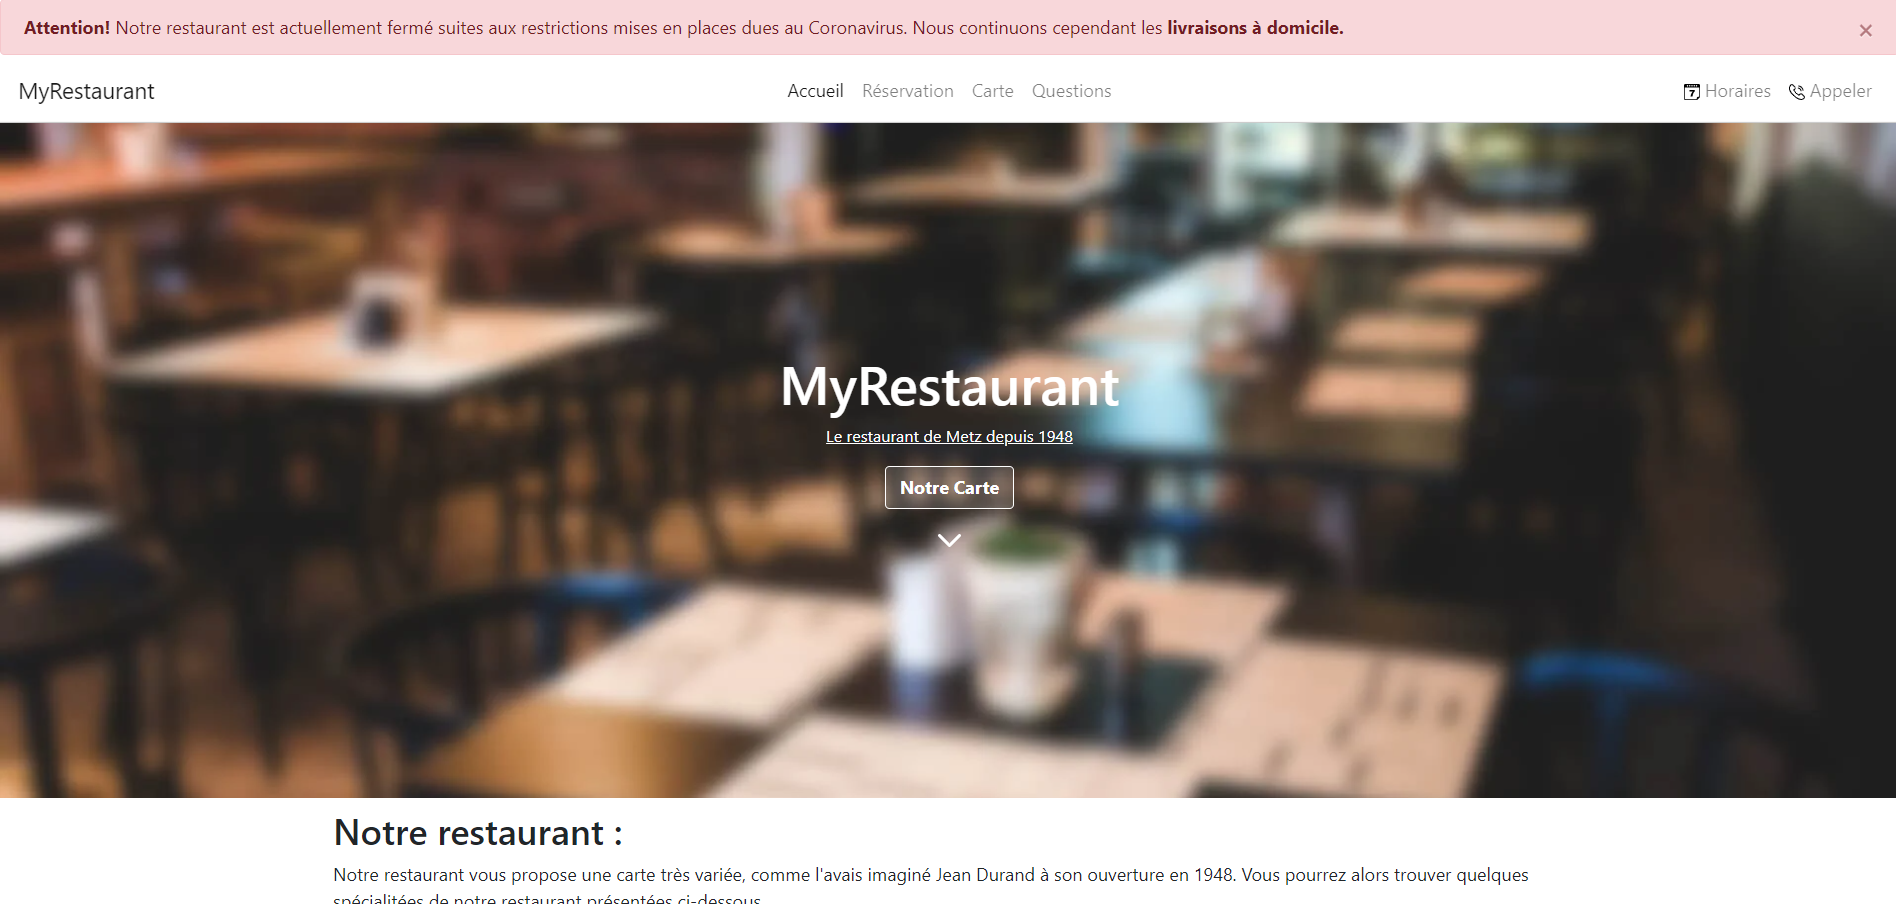 Attention! Notre restaurant est actuellement fermé suites aux restrictions mises en places dues au Coronavirus. Nous continuons cependant les livraisons à domicile. ×
MyRestaurant
Accueil Réservation Carte Questions
7 Horaires Appeler
MyRestaurant
Le restaurant de Metz depuis 1948
Notre Carte
Notre restaurant :
Notre restaurant vous propose une carte très variée, comme l'avais imaginé Jean Durand à son ouverture en 1948. Vous pourrez alors trouver quelques
spécialitées de notre restaurant présentées ci-dessous